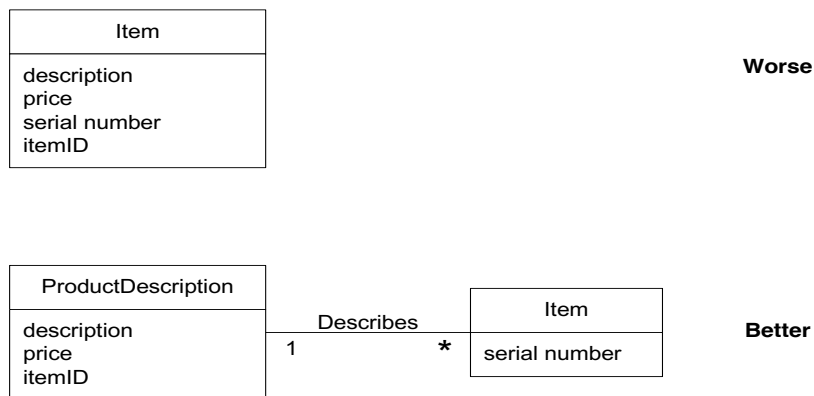 Item
description
price
serial number
itemID
Worse
ProductDescription
description
price
itemID
Describes
1
*
Item
serial number
Better